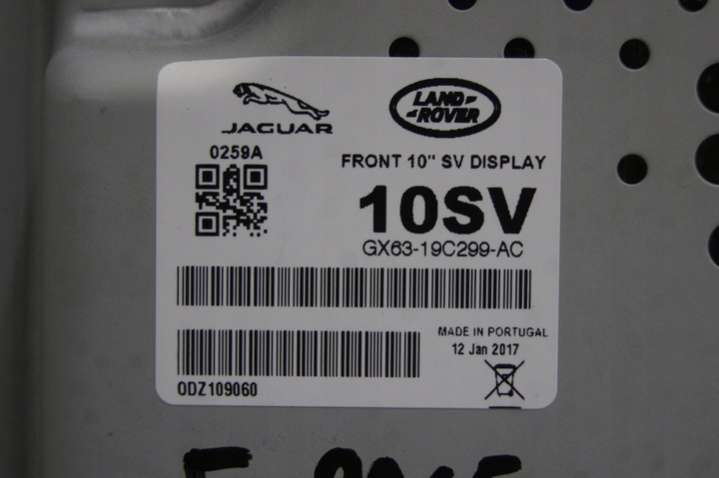 JAGUAR
LAND ROVER
0259A
FRONT 10" SV DISPLAY
10SV
GX63-19C299-AC
MADE IN PORTUGAL
12 Jan 2017
ODZ109060